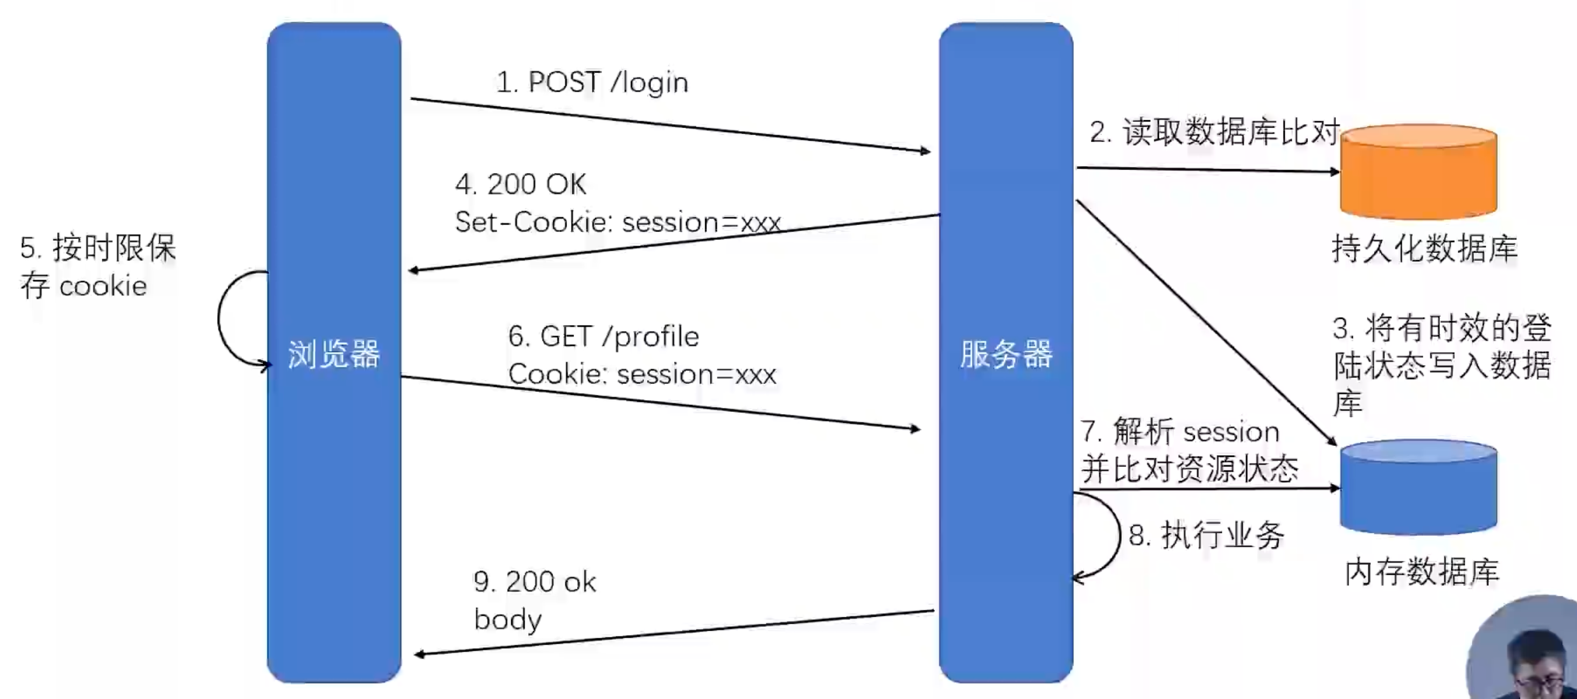 1. POST /login
2. 读取数据库比对
4. 200 OK
Set-Cookie: session=xxx
持久化数据库
5. 按时限保
存 cookie
浏览器
6. GET /profile
Cookie: session=xxx
服务器
3. 将有时效的登
陆状态写入数据
库
7. 解析 session
并比对资源状态
8. 执行业务
内存数据库
9. 200 ok
body